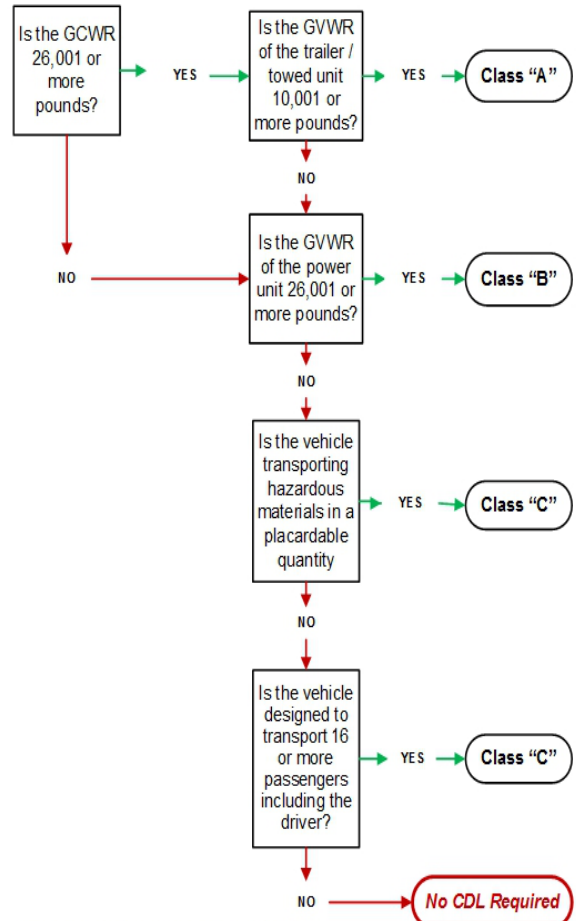 Is the GCWR
26,001 or
more
pounds?
YES
Is the GVWR
of the trailer /
towed unit
10,001 or
more pounds?
YES
Class “A”
NO
NO
Is the GVWR
of the power
unit 26,001 or
more pounds?
YES
Class “B”
NO
Is the vehicle
transporting
hazardous
materials in a
placardable
quantity
YES
Class “C”
NO
Is the vehicle
designed to
transport 16
or more
passengers
including the
driver?
YES
Class “C”
NO
No CDL Required